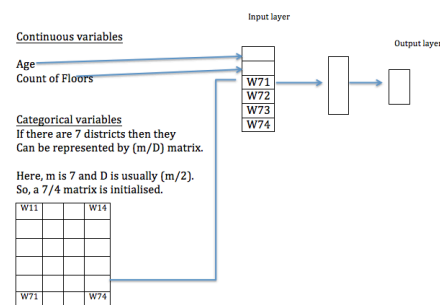 Input layer
Output layer
Continuous variables
Age
Count of Floors
W71
W72
W73
W74
Categorical variables
If there are 7 districts then they
Can be represented by (m/D) matrix.
Here, m is 7 and D is usually (m/2).
So, a 7/4 matrix is initialised.
W11 W14
W71 W74